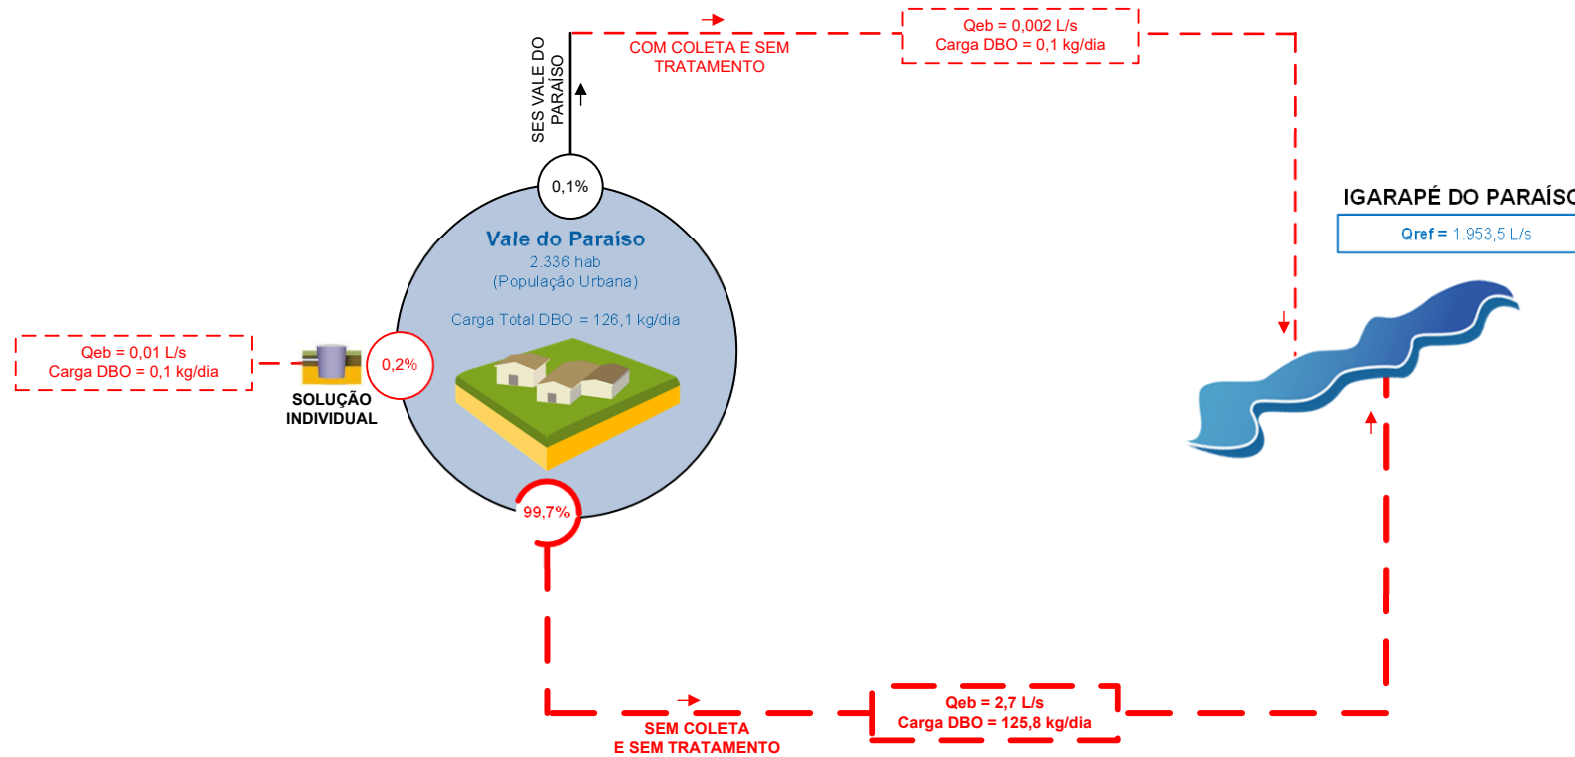 Qeb = 0,002 L/s
Carga DBO = 0,1 kg/dia
COM COLETA E SEM
TRATAMENTO
SES VALE DO
PARAÍSO
0,1%
IGARAPÉ DO PARAÍSO
Qref = 1.953,5 L/s
Vale do Paraíso
2.336 hab
(População Urbana)
Carga Total DBO = 126,1 kg/dia
Qeb = 0,01 L/s
Carga DBO = 0,1 kg/dia
0,2%
SOLUÇÃO
INDIVIDUAL
99,7%
Qeb = 2,7 L/s
Carga DBO = 125,8 kg/dia
SEM COLETA
E SEM TRATAMENTO